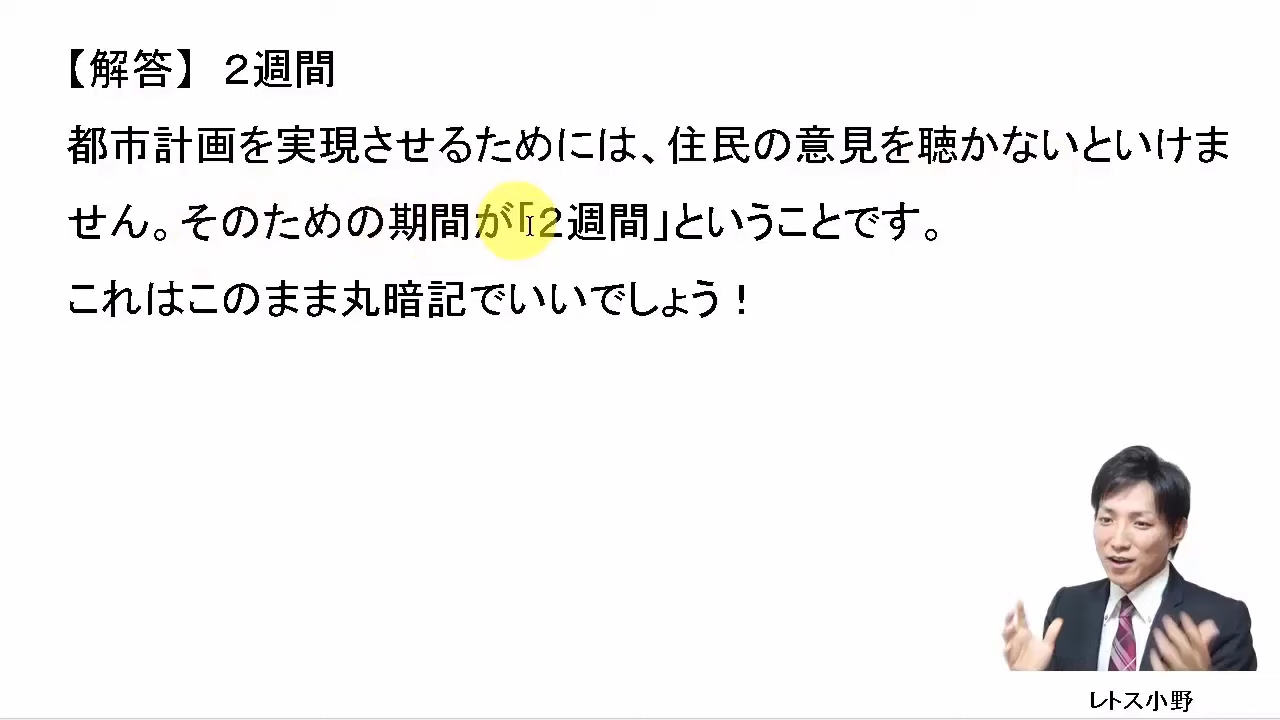 【解答】 2週間
都市計画を実現させるためには、住民の意見を聴かないといけま
せん。そのための期間が「2週間」ということです。
これはこのまま丸暗記でいいでしょう!
レトス小野